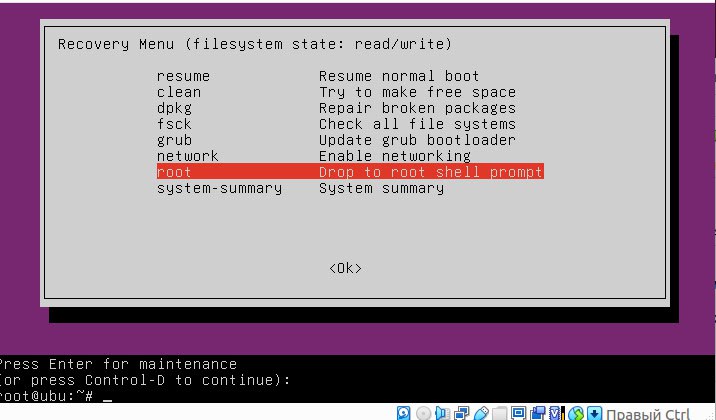 Recovery Menu (filesystem state: read/write)
resume Resume normal boot
clean Try to make free space
dpkg Repair broken packages
fsck Check all file systems
grub Update grub bootloader
network Enable networking
root Drop to root shell prompt
system-summary System summary
<Ok>
Press Enter for maintenance
(or press Control-D to continue):
root@ubu:~# _
Правый Ctrl